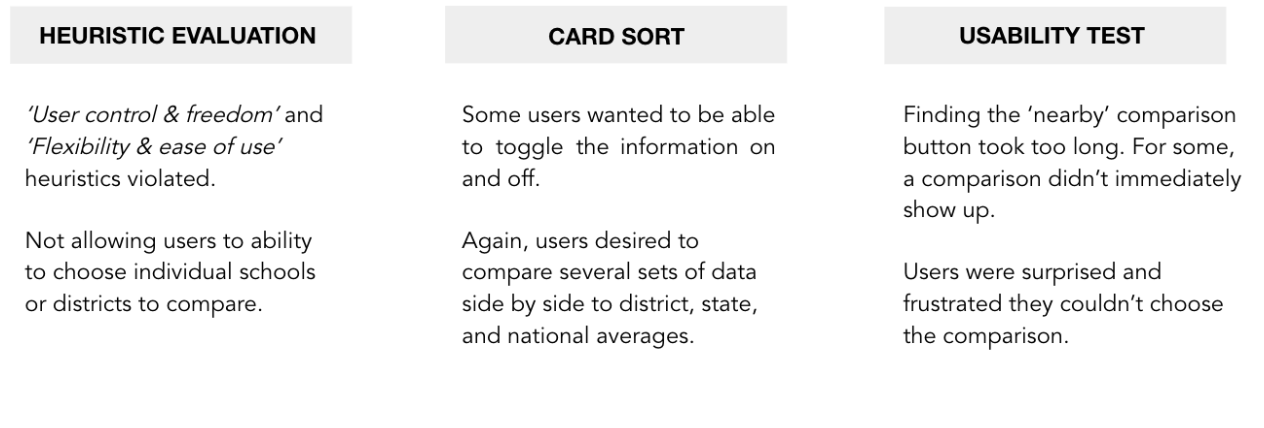 HEURISTIC EVALUATION
‘User control & freedom’ and
‘Flexibility & ease of use’
heuristics violated.
Not allowing users to ability
to choose individual schools
or districts to compare.
CARD SORT
Some users wanted to be able
to toggle the information on
and off.
Again, users desired to
compare several sets of data
side by side to district, state,
and national averages.
USABILITY TEST
Finding the ‘nearby’ comparison
button took too long. For some,
a comparison didn’t immediately
show up.
Users were surprised and
frustrated they couldn’t choose
the comparison.